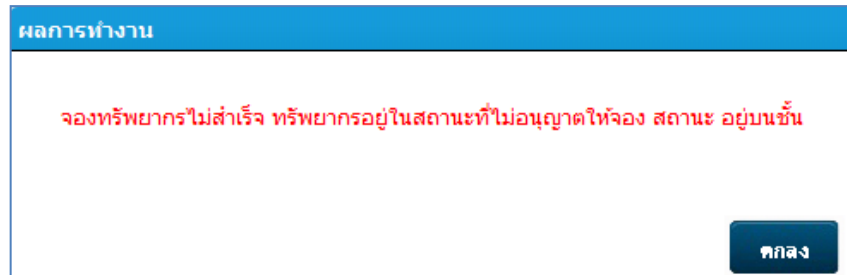 ผลการทำงาน
จองทรัพยากรไม่สำเร็จ ทรัพยากรอยู่ในสถานะที่ไม่อนุญาตให้จอง สถานะ อยู่บนชั้น
ตกลง